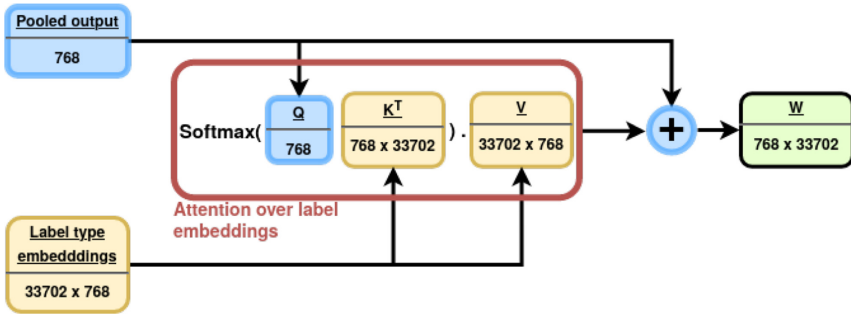 Pooled output
768
Softmax(
Q
768
K^T
768 x 33702
) .
V
33702 x 768
+
W
768 x 33702
Attention over label
embeddings
Label type
embedddings
33702 x 768